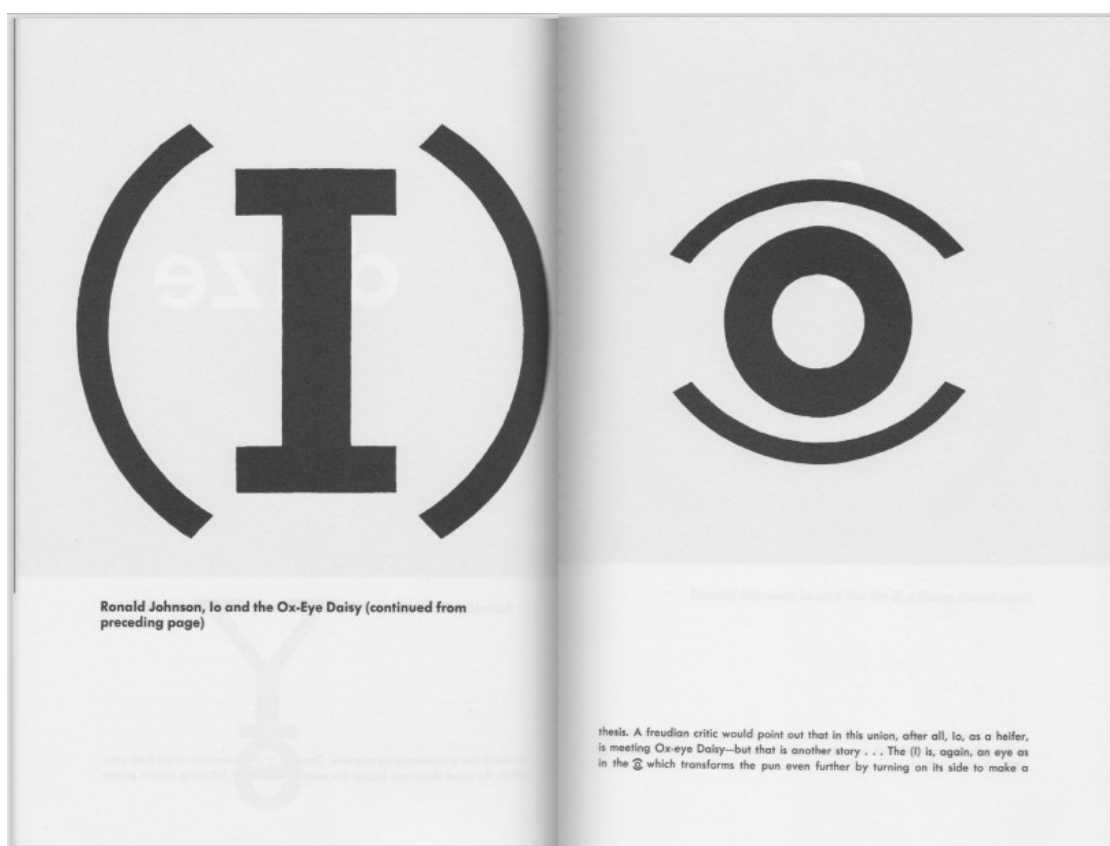 (I)
O
Ronald Johnson, Io and the Ox-Eye Daisy (continued from
preceding page)
thesis. A freudian critic would point out that in this union, after all, Io, as a heifer,
is meeting Ox-eye Daisy—but that is another story . . . The (I) is, again, an eye as
in the which transforms the pun even further by turning on its side to make a